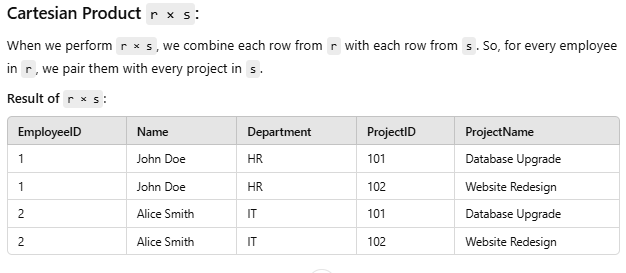 Cartesian Product r × s:
When we perform r × s, we combine each row from r with each row from s. So, for every employee
in r, we pair them with every project in s.
Result of r × s:
EmployeeID Name Department ProjectID ProjectName
1 John Doe HR 101 Database Upgrade
1 John Doe HR 102 Website Redesign
2 Alice Smith IT 101 Database Upgrade
2 Alice Smith IT 102 Website Redesign